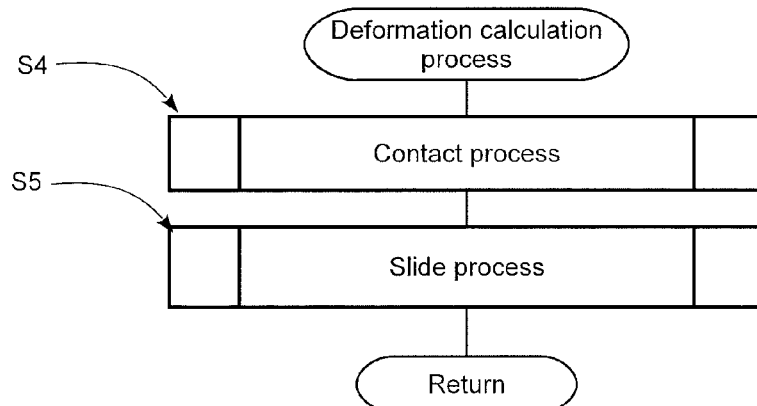 Deformation calculation
process
S4
Contact process
S5
Slide process
Return